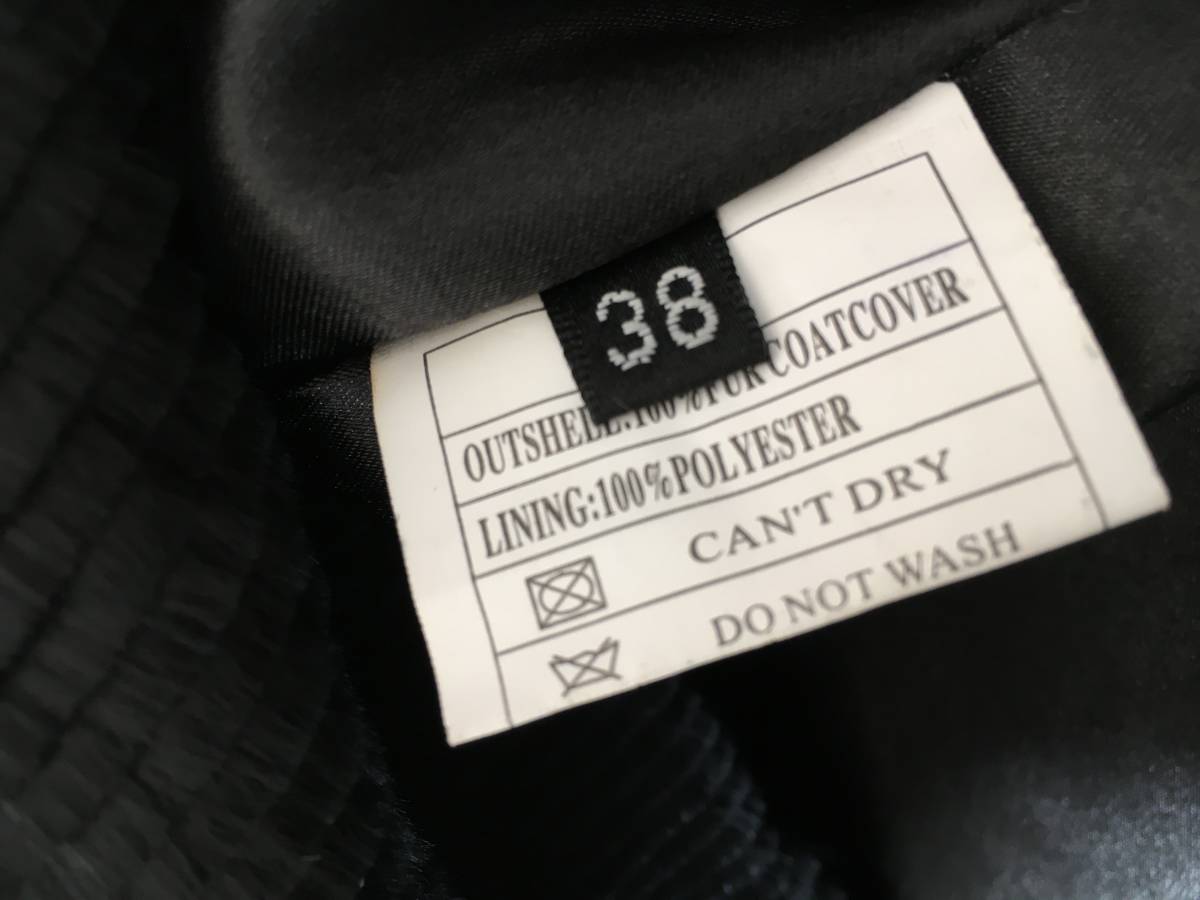 38
OUTSHELL:100%FUR COATCOVER
LINING:100%POLYESTER
CAN'T DRY
DO NOT WASH